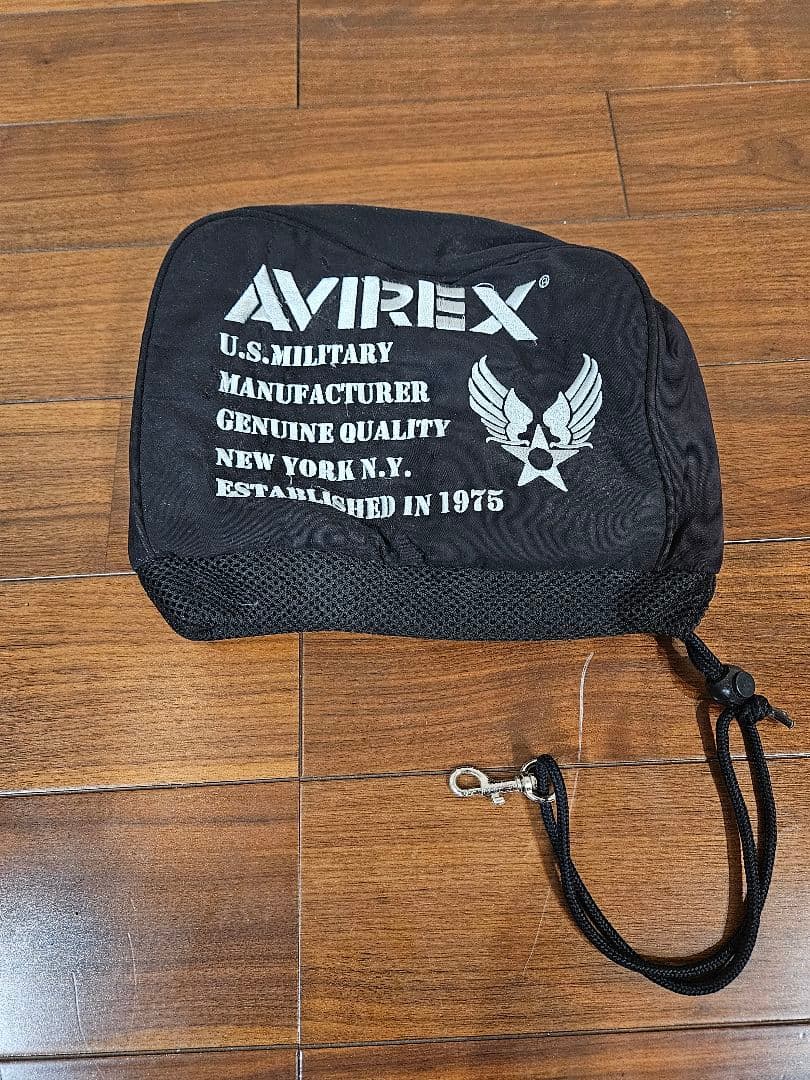 AVIREX®
U.S.MILITARY
MANUFACTURER
GENUINE QUALITY
NEW YORK N.Y.
ESTABLISHED IN 1975